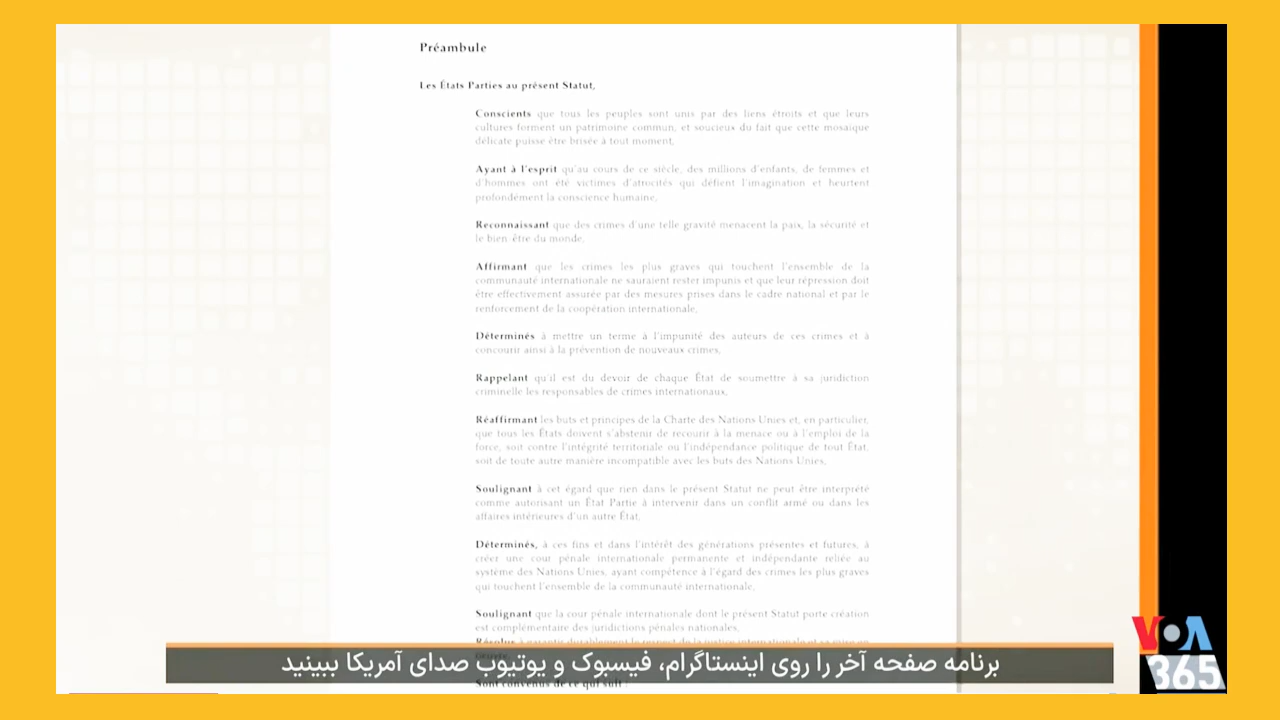 Préambule
Les États Parties au présent Statut,
Conscients que tous les peuples sont unis par des liens étroits et que leurs
cultures forment un patrimoine commun, et soucieux du fait que cette mosaïque
délicate puisse être brisée à tout moment,
Ayant à l'esprit qu'au cours de ce siècle, des millions d'enfants, de femmes et
d'hommes ont été victimes d'atrocités qui défient l'imagination et heurtent
profondément la conscience humaine,
Reconnaissant que des crimes d'une telle gravité menacent la paix, la sécurité et
le bien-être du monde,
Affirmant que les crimes les plus graves qui touchent l'ensemble de la
communauté internationale ne sauraient rester impunis et que leur répression doit
être effectivement assurée par des mesures prises dans le cadre national et par le
renforcement de la coopération internationale,
Déterminés à mettre un terme à l'impunité des auteurs de ces crimes et à
concourir ainsi à la prévention de nouveaux crimes,
Rappelant qu'il est du devoir de chaque État de soumettre à sa juridiction
criminelle les responsables de crimes internationaux,
Réaffirmant les buts et principes de la Charte des Nations Unies et, en particulier,
que tous les États doivent s'abstenir de recourir à la menace ou à l'emploi de la
force, soit contre l'intégrité territoriale ou l'indépendance politique de tout État,
soit de toute autre manière incompatible avec les buts des Nations Unies,
Soulignant à cet égard que rien dans le présent Statut ne peut être interprété
comme autorisant un État Partie à intervenir dans un conflit armé ou dans les
affaires intérieures d'un autre État,
Déterminés, à ces fins et dans l'intérêt des générations présentes et futures, à
créer une cour pénale internationale permanente et indépendante reliée au
système des Nations Unies, ayant compétence à l'égard des crimes les plus graves
qui touchent l'ensemble de la communauté internationale,
Soulignant que la cour pénale internationale dont le présent Statut porte création
est complémentaire des juridictions pénales nationales,
Résolus à garantir durablement le respect de la justice internationale et sa mise en
برنامه صفحه آخر را روی اینستاگرام، فیسبوک و یوتیوب صدای آمریکا ببینید
Sont convenus de ce qui suit :
VOA
365